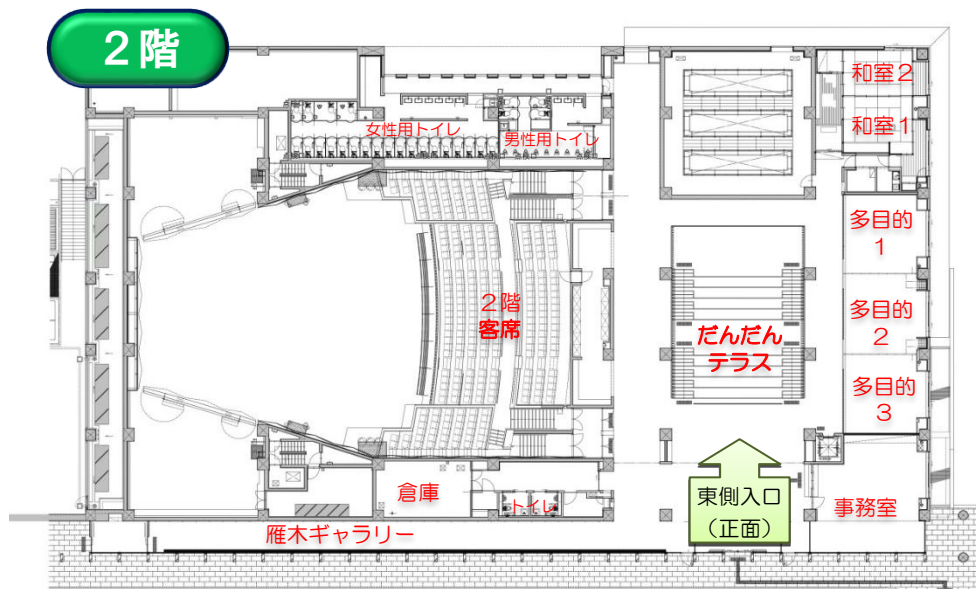 2階
和室2
和室1
女性用トイレ
男性用トイレ
多目的
1
2階
客席
多目的
2
だんだん
テラス
多目的
3
倉庫
トイレ
東側入口
(正面)
事務室
雁木ギャラリー